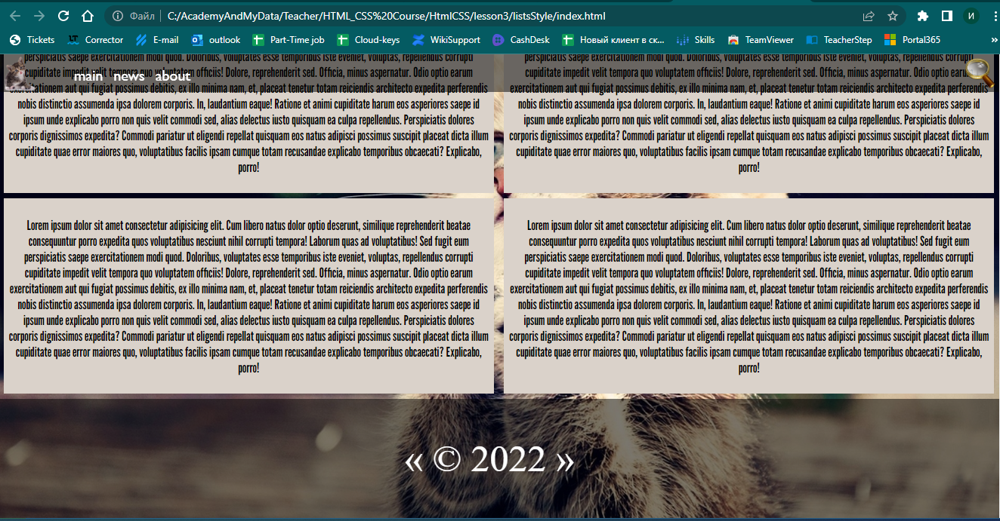 Файл | C:/AcademyAndMyData/Teacher/HTML_CSS%20Course/HtmlCSS/lesson3/listsStyle/index.html
И
Tickets LT Corrector E-mail outlook Part-Time job Cloud-keys WikiSupport CashDesk Новый клиент в ск... Skills TeamViewer TeacherStep Portal365 »
perspiciatis saepe exercitationem modi quod. Doloribus, voluptates esse temporibus iste eveniet, voluptas, repellendus corrupti
cupiditate impedit velit tempora quo voluptatem officiis! Dolore, reprehenderit sed. Officia, minus aspernatur. Odio optio earum
main news about
exercitationem aut qui fugiat possimus debitis, ex illo minima nam, et, placeat tenetur totam reiciendis architecto expedita perferendis
nobis distinctio assumenda ipsa dolorem corporis. In, laudantium eaque! Ratione et animi cupiditate harum eos asperiores saepe id
ipsum unde explicabo porro non quis velit commodi sed, alias delectus iusto quisquam ea culpa repellendus. Perspiciatis dolores
corporis dignissimos expedita? Commodi pariatur ut eligendi repellat quisquam eos natus adipisci possimus suscipit placeat dicta illum
cupiditate quae error maiores quo, voluptatibus facilis ipsam cumque totam recusandae explicabo temporibus obcaecati? Explicabo,
porro!
perspiciatis saepe exercitationem modi quod. Doloribus, voluptates esse temporibus iste eveniet, voluptas, repellendus corrupti
cupiditate impedit velit tempora quo voluptatem officiis! Dolore, reprehenderit sed. Officia, minus aspernatur. Odio optio earum
exercitationem aut qui fugiat possimus debitis, ex illo minima nam, et, placeat tenetur totam reiciendis architecto expedita perferendis
nobis distinctio assumenda ipsa dolorem corporis. In, laudantium eaque! Ratione et animi cupiditate harum eos asperiores saepe id
ipsum unde explicabo porro non quis velit commodi sed, alias delectus iusto quisquam ea culpa repellendus. Perspiciatis dolores
corporis dignissimos expedita? Commodi pariatur ut eligendi repellat quisquam eos natus adipisci possimus suscipit placeat dicta illum
cupiditate quae error maiores quo, voluptatibus facilis ipsam cumque totam recusandae explicabo temporibus obcaecati? Explicabo,
porro!
Lorem ipsum dolor sit amet consectetur adipisicing elit. Cum libero natus dolor optio deserunt, similique reprehenderit beatae
consequuntur porro expedita quos voluptatibus nesciunt nihil corrupti tempora! Laborum quas ad voluptatibus! Sed fugit eum
perspiciatis saepe exercitationem modi quod. Doloribus, voluptates esse temporibus iste eveniet, voluptas, repellendus corrupti
cupiditate impedit velit tempora quo voluptatem officiis! Dolore, reprehenderit sed. Officia, minus aspernatur. Odio optio earum
exercitationem aut qui fugiat possimus debitis, ex illo minima nam, et, placeat tenetur totam reiciendis architecto expedita perferendis
nobis distinctio assumenda ipsa dolorem corporis. In, laudantium eaque! Ratione et animi cupiditate harum eos asperiores saepe id
ipsum unde explicabo porro non quis velit commodi sed, alias delectus iusto quisquam ea culpa repellendus. Perspiciatis dolores
corporis dignissimos expedita? Commodi pariatur ut eligendi repellat quisquam eos natus adipisci possimus suscipit placeat dicta illum
cupiditate quae error maiores quo, voluptatibus facilis ipsam cumque totam recusandae explicabo temporibus obcaecati? Explicabo,
porro!
Lorem ipsum dolor sit amet consectetur adipisicing elit. Cum libero natus dolor optio deserunt, similique reprehenderit beatae
consequuntur porro expedita quos voluptatibus nesciunt nihil corrupti tempora! Laborum quas ad voluptatibus! Sed fugit eum
perspiciatis saepe exercitationem modi quod. Doloribus, voluptates esse temporibus iste eveniet, voluptas, repellendus corrupti
cupiditate impedit velit tempora quo voluptatem officiis! Dolore, reprehenderit sed. Officia, minus aspernatur. Odio optio earum
exercitationem aut qui fugiat possimus debitis, ex illo minima nam, et, placeat tenetur totam reiciendis architecto expedita perferendis
nobis distinctio assumenda ipsa dolorem corporis. In, laudantium eaque! Ratione et animi cupiditate harum eos asperiores saepe id
ipsum unde explicabo porro non quis velit commodi sed, alias delectus iusto quisquam ea culpa repellendus. Perspiciatis dolores
corporis dignissimos expedita? Commodi pariatur ut eligendi repellat quisquam eos natus adipisci possimus suscipit placeat dicta illum
cupiditate quae error maiores quo, voluptatibus facilis ipsam cumque totam recusandae explicabo temporibus obcaecati? Explicabo,
porro!
« © 2022 »